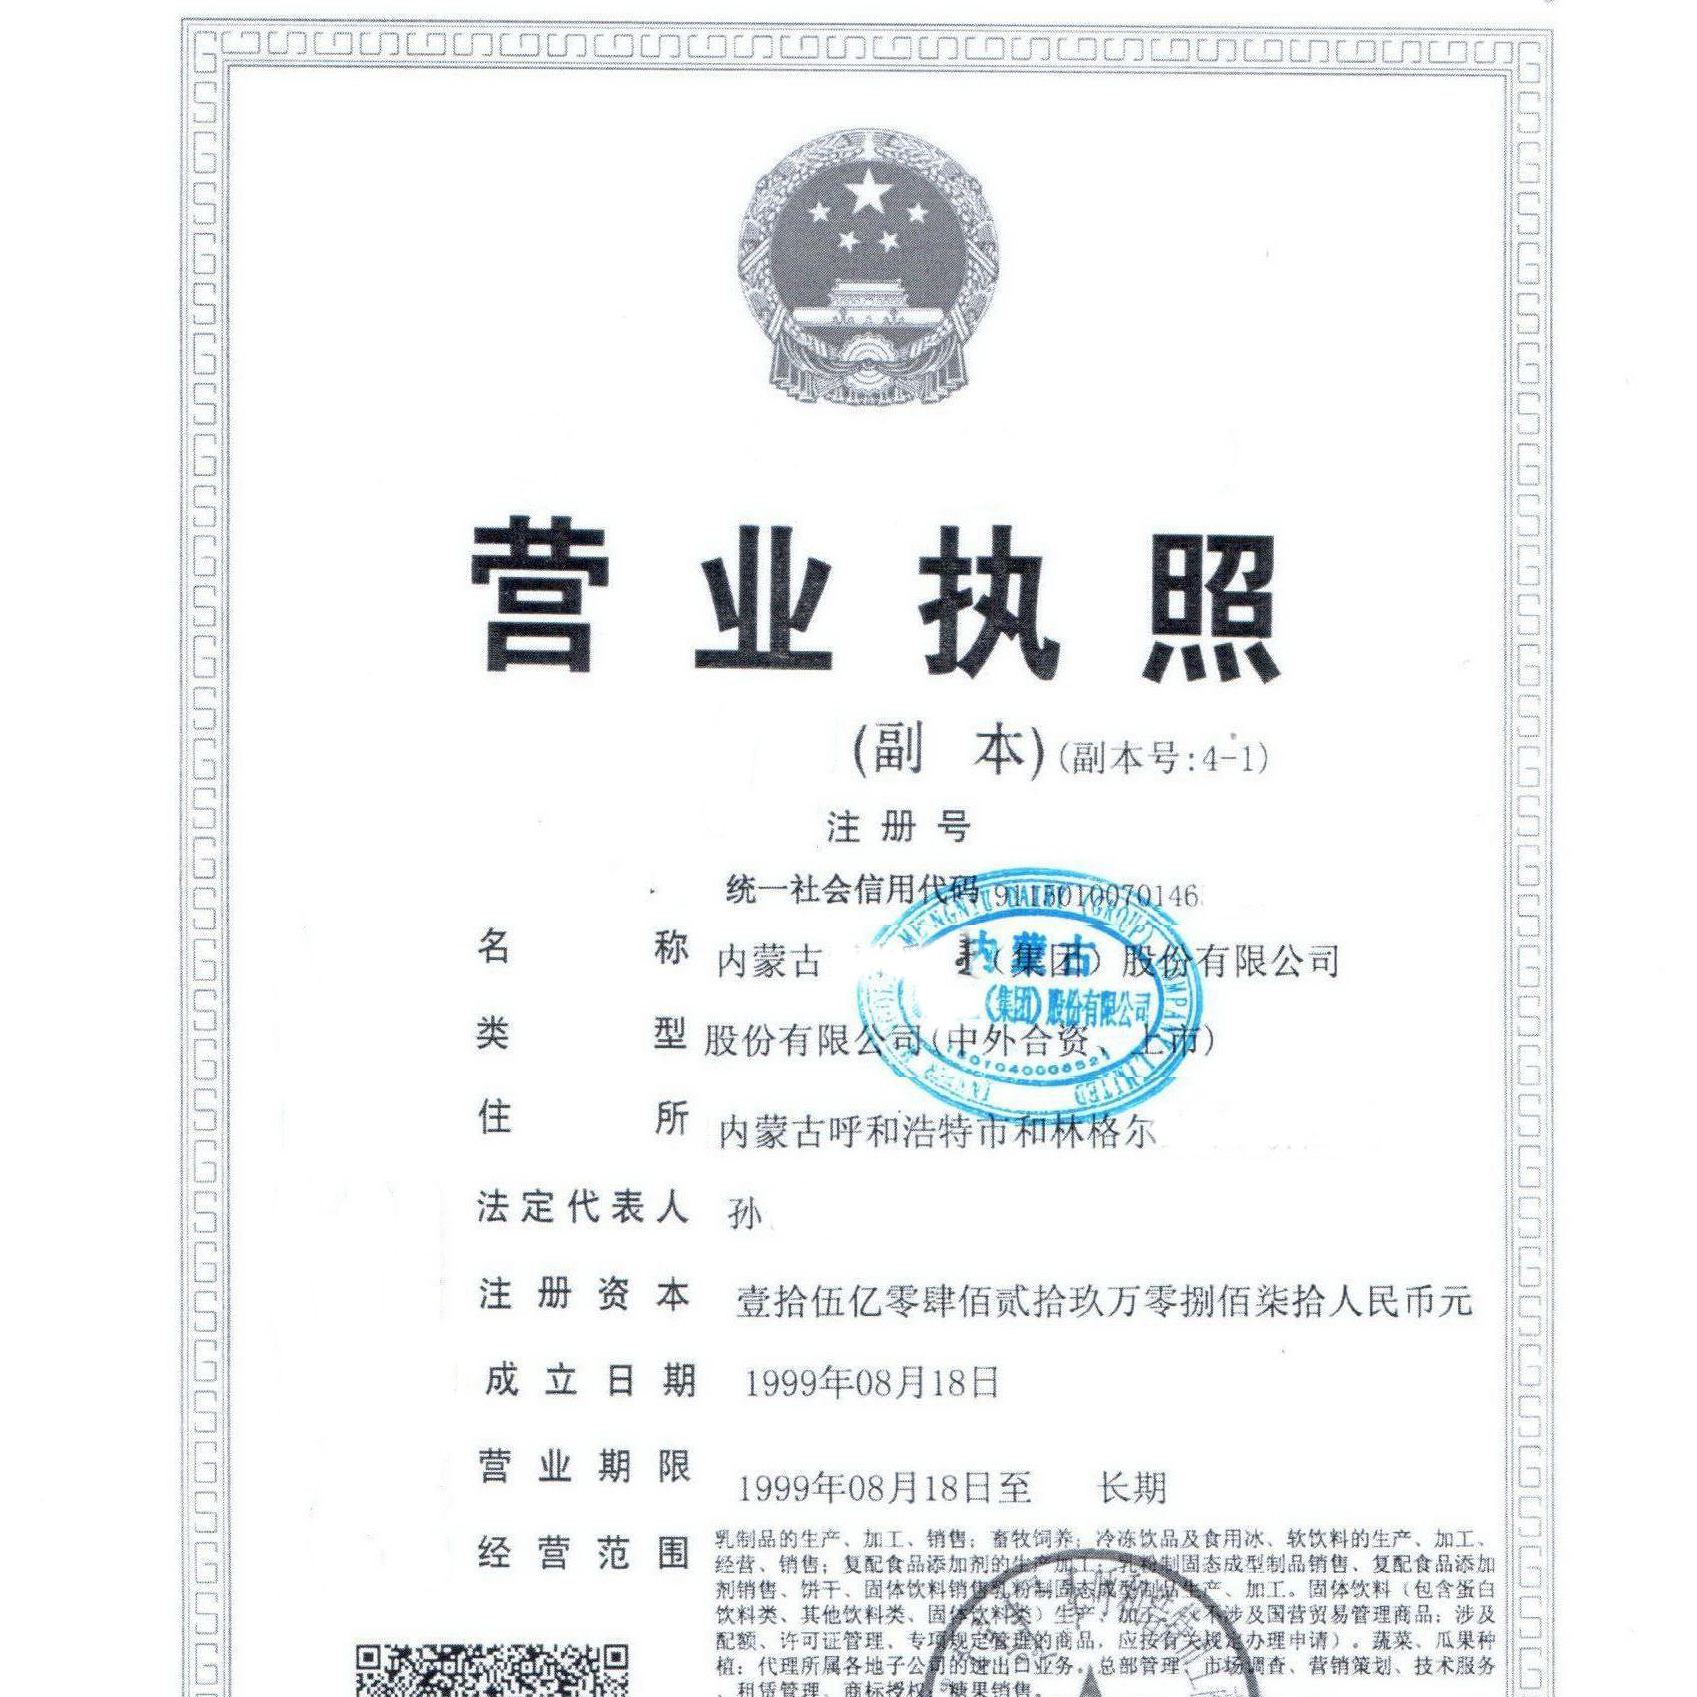 营业执照
(副 本)(副本号:4-1)
注册号
统一社会信用代码 9115010070146
名称 内蒙古 (集团)股份有限公司
内蒙古
(集团)股份有限公司
类型 股份有限公司(中外合资、上市)
住所 内蒙古呼和浩特市和林格尔
法定代表人 孙
注册资本 壹拾伍亿零肆佰贰拾玖万零捌佰柒拾人民币元
成立日期 1999年08月18日
营业期限 1999年08月18日至 长期
经营范围 乳制品的生产、加工、销售;畜牧饲养;冷冻饮品及食用冰、软饮料的生产、加工、
经营、销售;复配食品添加剂的生产加工;乳粉制固态成型制品销售、复配食品添加
剂销售、饼干、固体饮料销售乳粉制固态成型制品生产、加工。固体饮料(包含蛋白
饮料类、其他饮料类、固体饮料类)生产、加工、(不涉及国营贸易管理商品;涉及
配额、许可证管理、专项规定管理的商品,应按有关规定办理申请)。蔬菜、瓜果种
植;代理所属各地子公司的进出口业务。总部管理、市场调查、营销策划、技术服务
、租赁管理、商标授权、糖果销售。